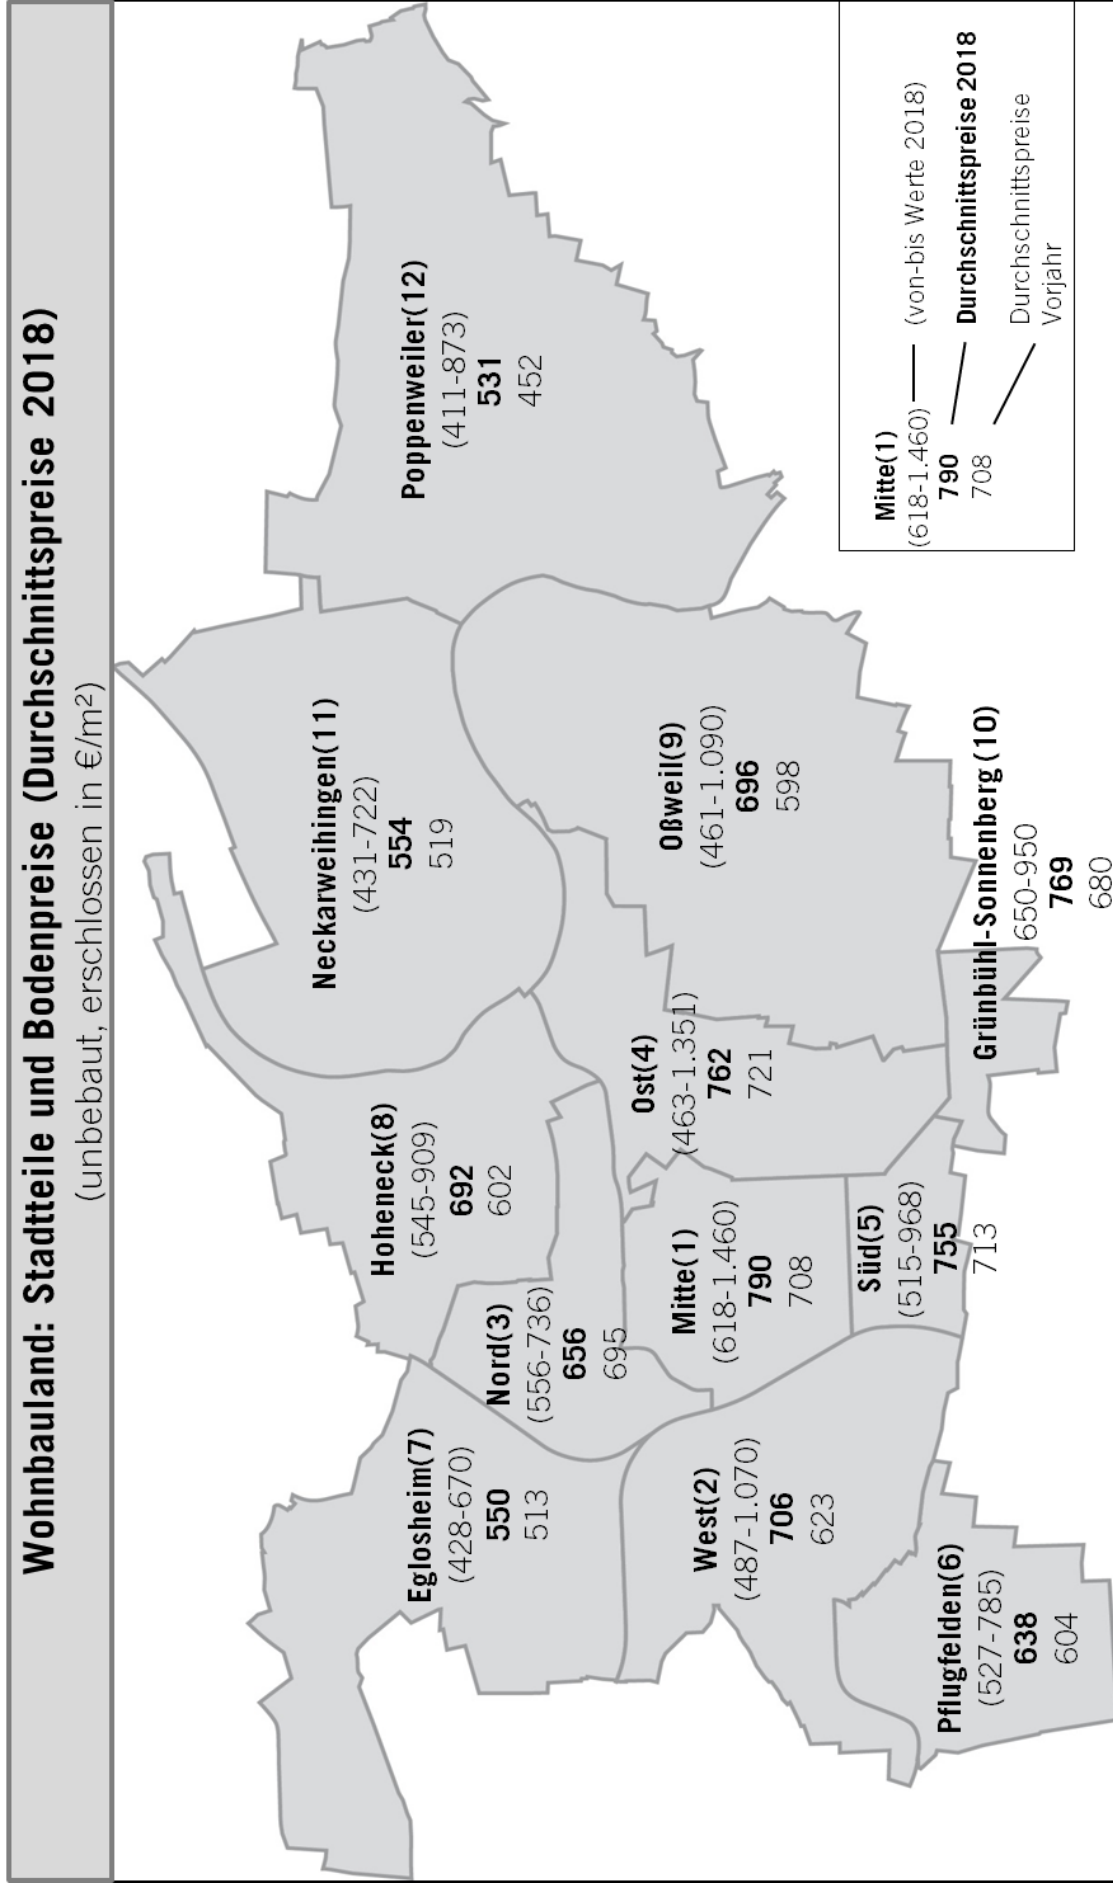 Wohnbauland: Stadtteile und Bodenpreise (Durchschnittspreise 2018)
(unbebaut, erschlossen in €/m²)
Eglosheim(7)
(428-670)
550
513
Hoheneck(8)
(545-909)
692
602
Neckarweihingen(11)
(431-722)
554
519
Poppenweiler(12)
(411-873)
531
452
Nord(3)
(556-736)
656
695
West(2)
(487-1.070)
706
623
Mitte(1)
(618-1.460)
790
708
Ost(4)
(463-1.351)
762
721
Oßweil(9)
(461-1.090)
696
598
Pflugfelden(6)
(527-785)
638
604
Süd(5)
(515-968)
755
713
Grünbühl-Sonnenberg (10)
650-950
769
680
Mitte(1)
(618-1.460) (von-bis Werte 2018)
790 Durchschnittspreise 2018
708 Durchschnittspreise
Vorjahr